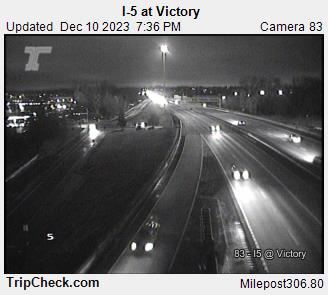 I-5 at Victory
Updated Dec 10 2023 7:36 PM Camera 83
T
S
83 - I5 @ Victory
TripCheck.com Milepost306.80